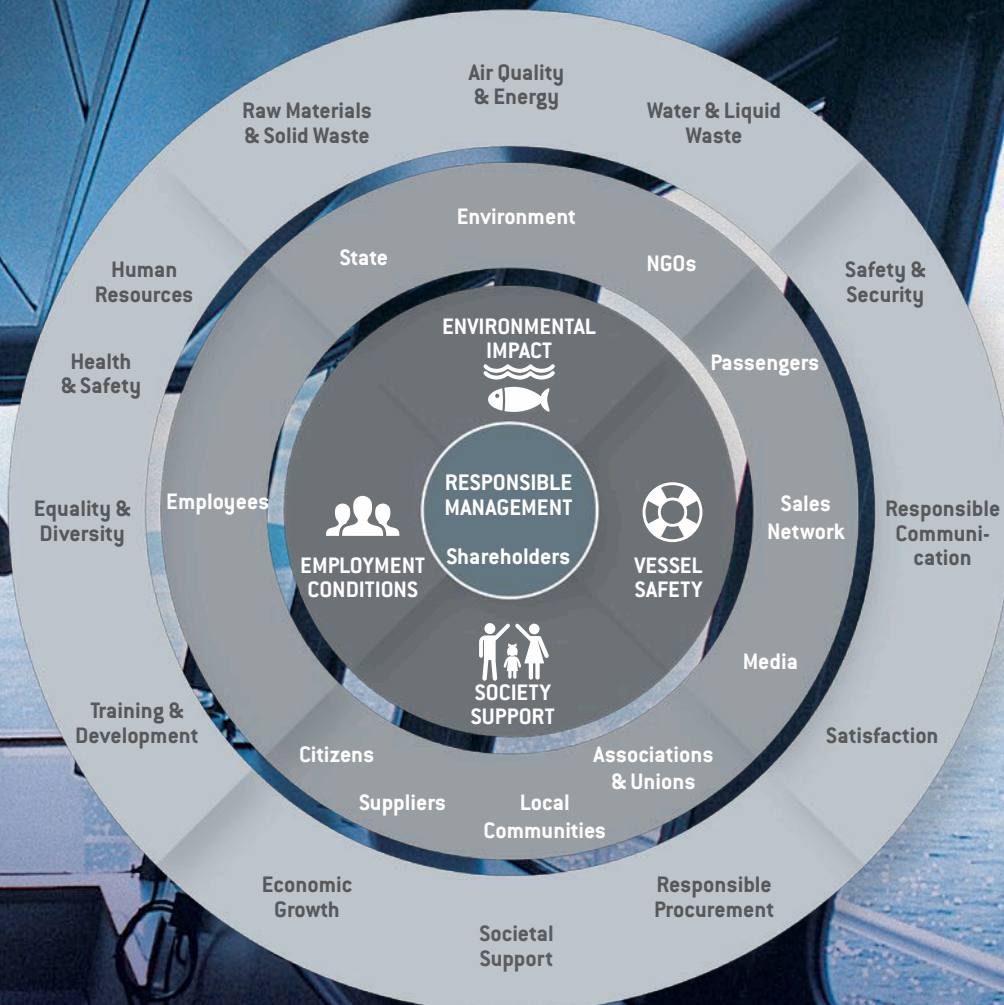 Air Quality
& Energy
Raw Materials
& Solid Waste
Water & Liquid
Waste
Human
Resources
Health
& Safety
Equality &
Diversity
Training &
Development
Safety &
Security
Responsible
Communi-
cation
Satisfaction
Economic
Growth
Societal
Support
Responsible
Procurement
Environment
State
NGOs
Employees
Passengers
Sales
Network
Media
Citizens
Suppliers
Local
Communities
Associations
& Unions
ENVIRONMENTAL
IMPACT
EMPLOYMENT
CONDITIONS
VESSEL
SAFETY
SOCIETY
SUPPORT
RESPONSIBLE
MANAGEMENT
Shareholders